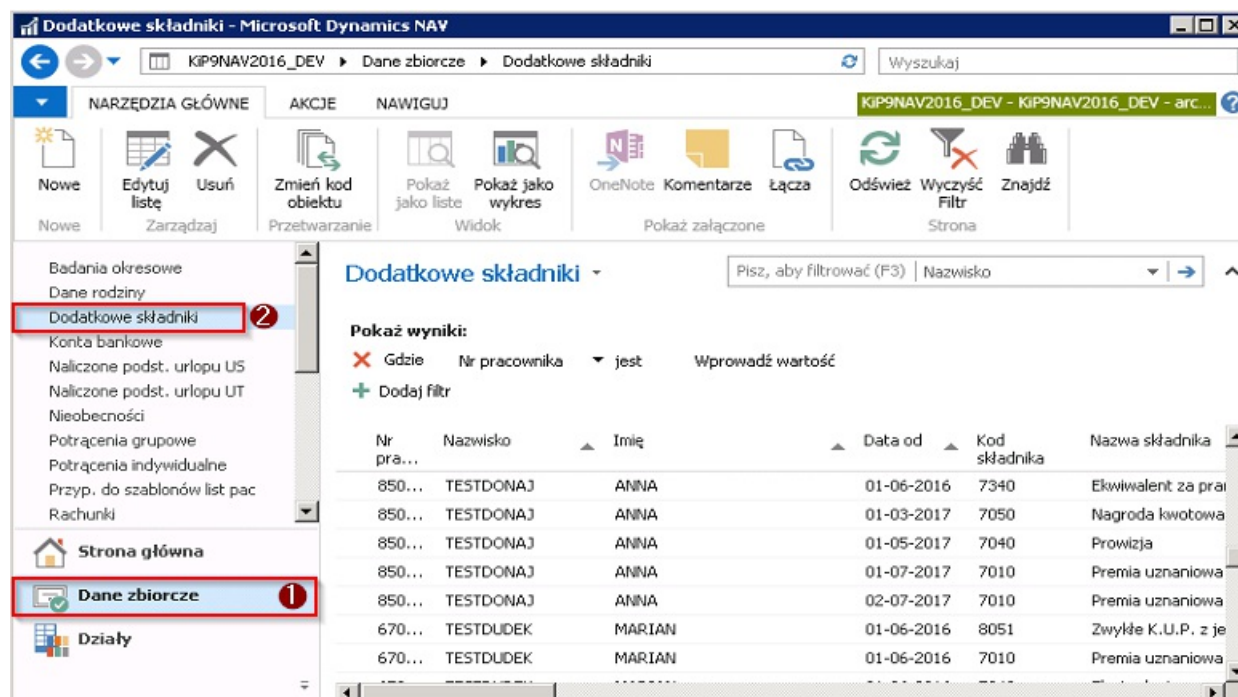 Dodatkowe składniki - Microsoft Dynamics NAV
KiP9NAV2016_DEV Dane zbiorcze Dodatkowe składniki Wyszukaj
NARZĘDZIA GŁÓWNE AKCJE NAWIGUJ KiP9NAV2016_DEV - KiP9NAV2016_DEV - arc... ?
Nowe Edytuj listę Usuń Zmień kod obiektu Pokaż jako liste Pokaż jako wykres OneNote Komentarze Łącza Odśwież Wyczyść Filtr Znajdź
Nowe Zarządzaj Przetwarzanie Widok Pokaż załączone Strona
Badania okresowe
Dane rodziny
Dodatkowe składniki 2
Konta bankowe
Naliczone podst. urlopu US
Naliczone podst. urlopu UT
Nieobecności
Potrącenia grupowe
Potrącenia indywidualne
Przyp. do szablonów list pac
Rachunki
Strona główna
Dane zbiorcze 1
Działy
Dodatkowe składniki
Pisz, aby filtrować (F3) Nazwisko
Pokaż wyniki:
Gdzie Nr pracownika jest Wprowadź wartość
Dodaj filtr
Nr pra... Nazwisko Imię Data od Kod składnika Nazwa składnika
850... TESTDONAJ ANNA 01-06-2016 7340 Ekwiwalent za pra
850... TESTDONAJ ANNA 01-03-2017 7050 Nagroda kwotowa
850... TESTDONAJ ANNA 01-05-2017 7040 Prowizja
850... TESTDONAJ ANNA 01-07-2017 7010 Premia uznaniowa
850... TESTDONAJ ANNA 02-07-2017 7010 Premia uznaniowa
670... TESTDUDEK MARIAN 01-06-2016 8051 Zwykłe K.U.P. z je
670... TESTDUDEK MARIAN 01-06-2016 7010 Premia uznaniowa